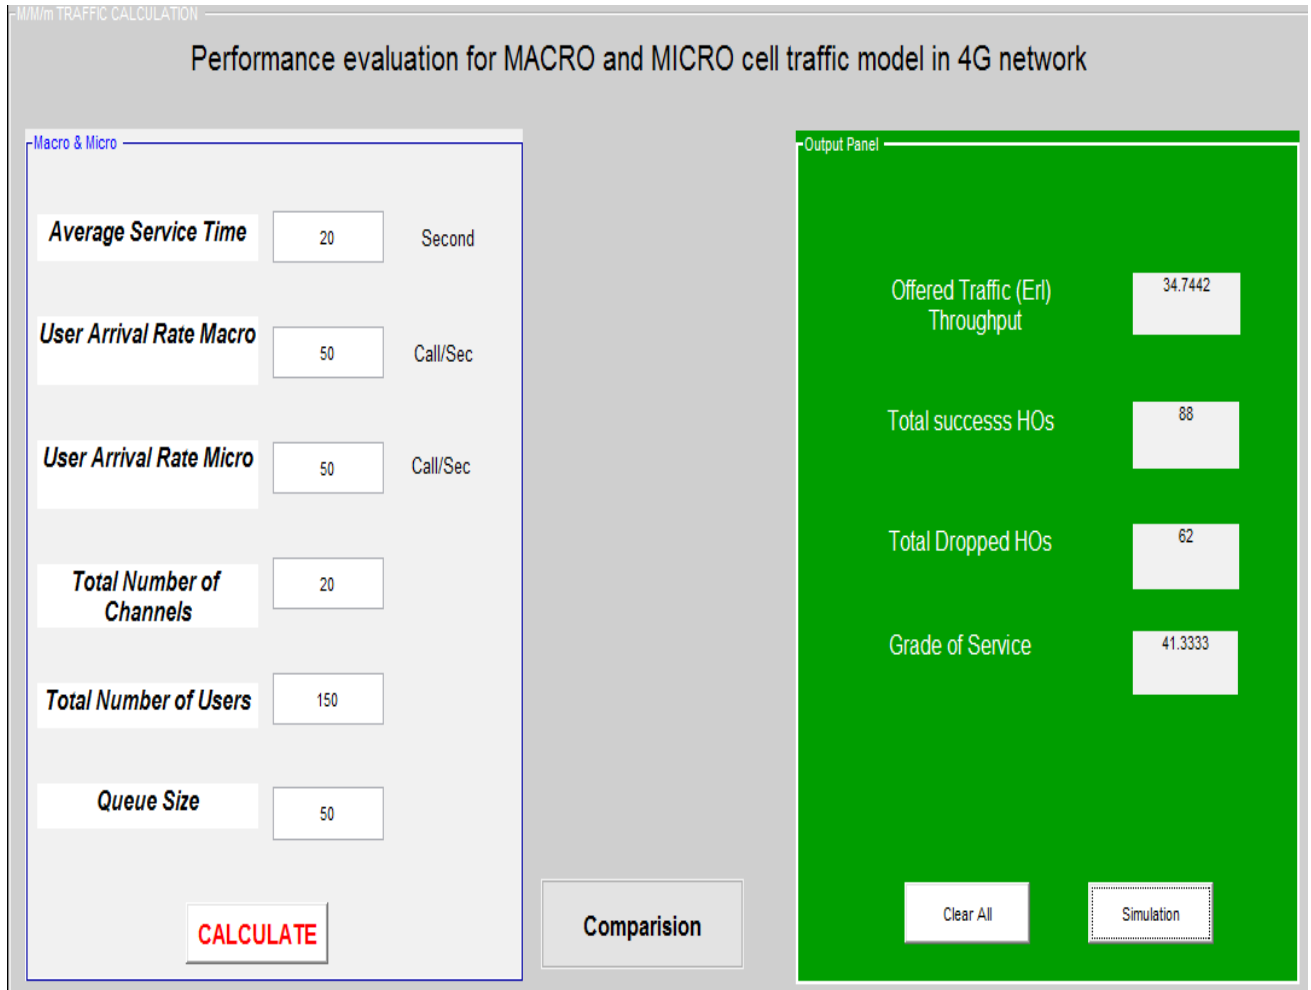 M/M/m TRAFFIC CALCULATION
Performance evaluation for MACRO and MICRO cell traffic model in 4G network
Macro & Micro
Average Service Time
20
Second
User Arrival Rate Macro
50
Call/Sec
User Arrival Rate Micro
50
Call/Sec
Total Number of
Channels
20
Total Number of Users
150
Queue Size
50
CALCULATE
Comparision
Output Panel
Offered Traffic (Erl)
Throughput
34.7442
Total successs HOs
88
Total Dropped HOs
62
Grade of Service
41.3333
Clear All
Simulation